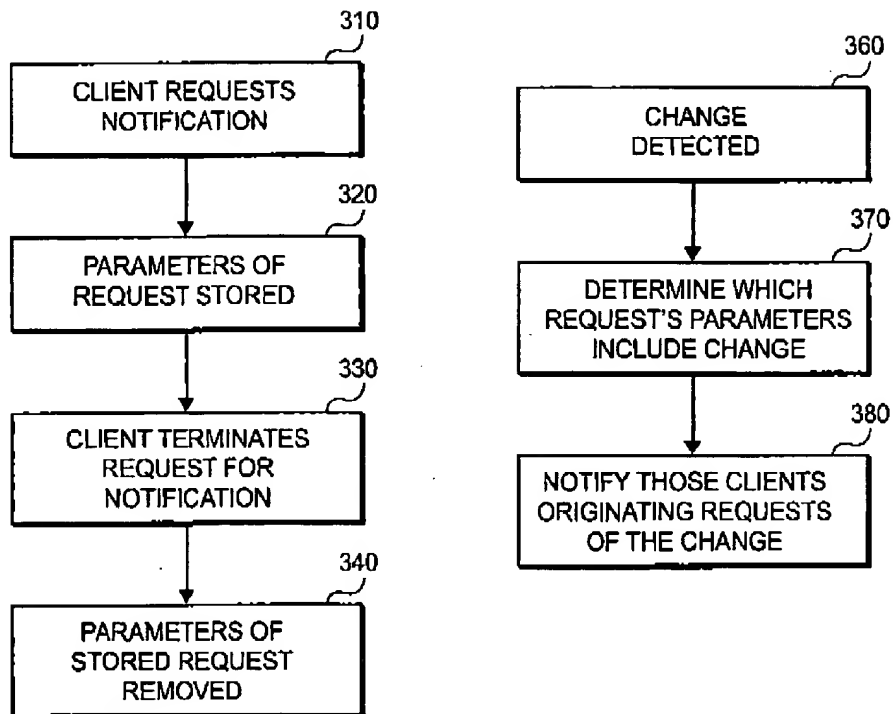 310
CLIENT REQUESTS
NOTIFICATION
320
PARAMETERS OF
REQUEST STORED
330
CLIENT TERMINATES
REQUEST FOR
NOTIFICATION
340
PARAMETERS OF
STORED REQUEST
REMOVED
360
CHANGE
DETECTED
370
DETERMINE WHICH
REQUEST'S PARAMETERS
INCLUDE CHANGE
380
NOTIFY THOSE CLIENTS
ORIGINATING REQUESTS
OF THE CHANGE